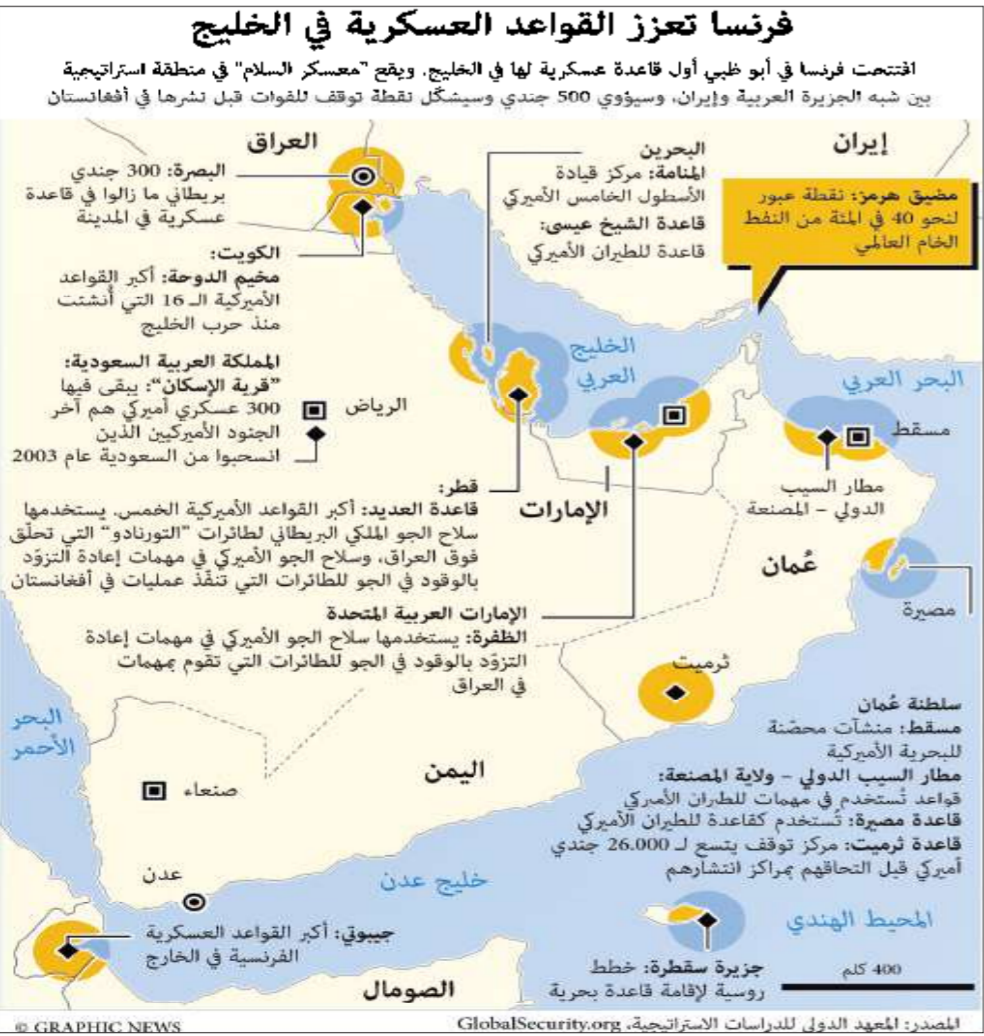 فرنسا تعزز القواعد العسكرية في الخليج
افتتحت فرنسا في أبو ظبي أول قاعدة عسكرية لها في الخليج. ويقع "معسكر السلام" في منطقة استراتيجية
بين شبه الجزيرة العربية وإيران، وسيؤوي 500 جندي وسيشكّل نقطة توقف للقوات قبل نشرها في أفغانستان
إيران
مضيق هرمز: نقطة عبور
لنحو 40 في المئة من النفط
الخام العالمي
البحرين
المنامة: مركز قيادة
الأسطول الخامس الأميركي
قاعدة الشيخ عيسى:
قاعدة للطيران الأميركي
العراق
البصرة: 300 جندي
بريطاني ما زالوا في قاعدة
عسكرية في المدينة
الكويت:
مخيم الدوحة: أكبر القواعد
الأميركية الـ 16 التي أُنشئت
منذ حرب الخليج
المملكة العربية السعودية:
"قرية الإسكان": يبقى فيها
300 عسكري أميركي هم آخر
الجنود الأميركيين الذين
انسحبوا من السعودية عام 2003
الرياض
الخليج
العربي
البحر العربي
مسقط
مطار السيب
الدولي – المصنعة
الإمارات
عُمان
مصيرة
قطر:
قاعدة العديد: أكبر القواعد الأميركية الخمس. يستخدمها
سلاح الجو الملكي البريطاني لطائرات "التورنادو" التي تحلّق
فوق العراق، وسلاح الجو الأميركي في مهمات إعادة التزوّد
بالوقود في الجو للطائرات التي تنفّذ عمليات في أفغانستان
الإمارات العربية المتحدة
الظفرة: يستخدمها سلاح الجو الأميركي في مهمات إعادة
التزوّد بالوقود في الجو للطائرات التي تقوم بمهمات
في العراق
ثرميت
سلطنة عُمان
مسقط: منشآت محصّنة
للبحرية الأميركية
مطار السيب الدولي – ولاية المصنعة:
قواعد تُستخدم في مهمات للطيران الأميركي
قاعدة مصيرة: تُستخدم كقاعدة للطيران الأميركي
قاعدة ثرميت: مركز توقف يتسع لـ 26.000 جندي
أميركي قبل التحاقهم بمراكز انتشارهم
البحر
الأحمر
اليمن
صنعاء
عدن
خليج عدن
المحيط الهندي
جيبوتي: أكبر القواعد العسكرية
الفرنسية في الخارج
الصومال
جزيرة سقطرة: خطط
روسية لإقامة قاعدة بحرية
400 كلم
المصدر: المعهد الدولي للدراسات الاستراتيجية، GlobalSecurity.org
© GRAPHIC NEWS